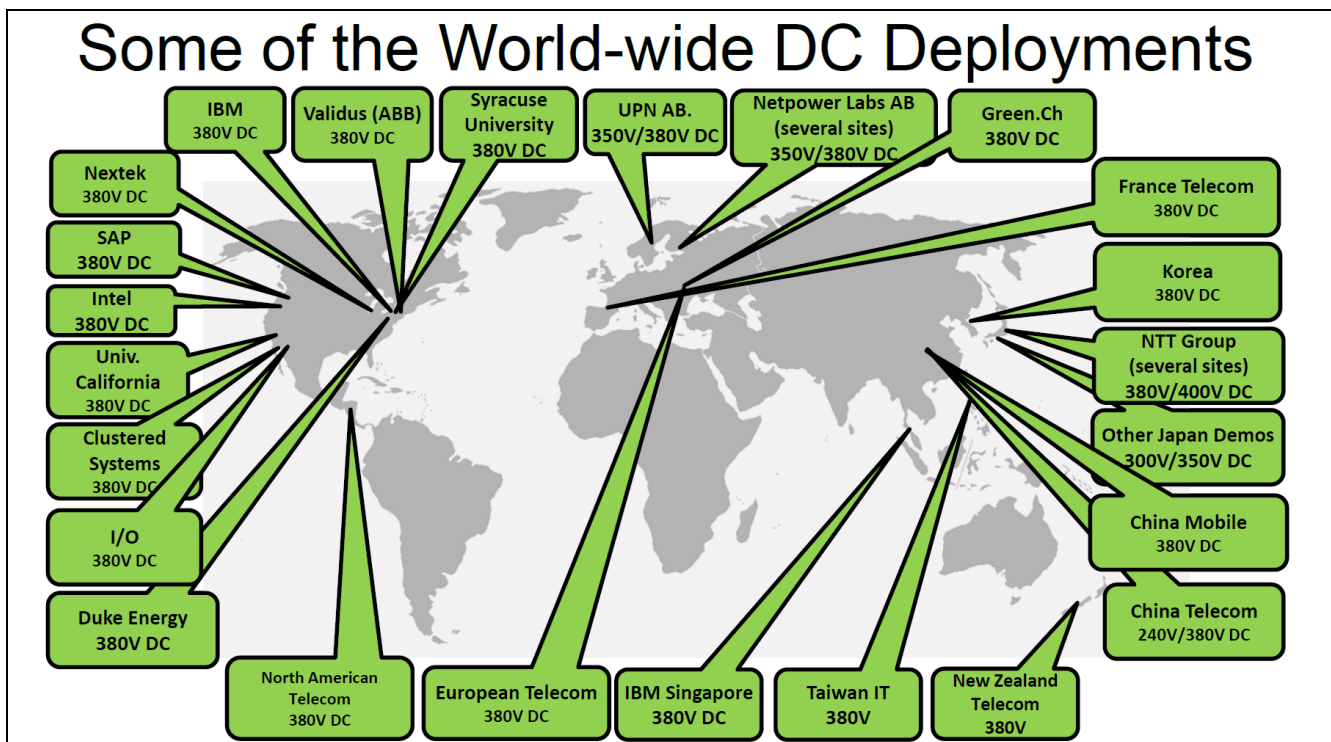 Some of the World-wide DC Deployments
IBM
380V DC
Validus (ABB)
380V DC
Syracuse
University
380V DC
UPN AB.
350V/380V DC
Netpower Labs AB
(several sites)
350V/380V DC
Green.Ch
380V DC
Nextek
380V DC
France Telecom
380V DC
SAP
380V DC
Korea
380V DC
Intel
380V DC
NTT Group
(several sites)
380V/400V DC
Univ.
California
380V DC
Other Japan Demos
300V/350V DC
Clustered
Systems
380V DC
China Mobile
380V DC
I/O
380V DC
China Telecom
240V/380V DC
Duke Energy
380V DC
North American
Telecom
380V DC
European Telecom
380V DC
IBM Singapore
380V DC
Taiwan IT
380V
New Zealand
Telecom
380V